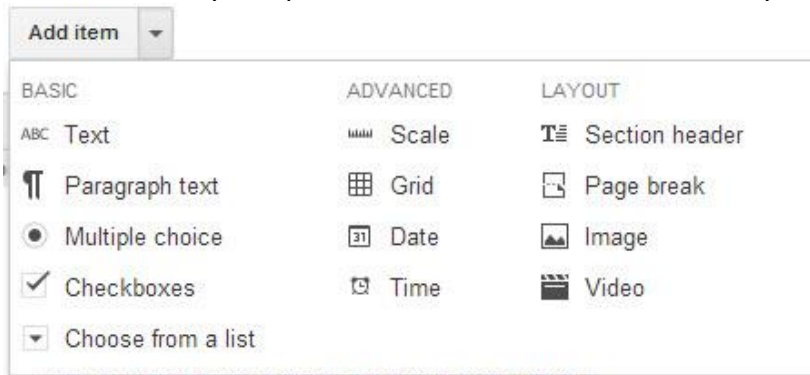 Add item
BASIC
ABC Text
Paragraph text
Multiple choice
Checkboxes
Choose from a list
ADVANCED
Scale
Grid
31 Date
Time
LAYOUT
T Section header
Page break
Image
Video